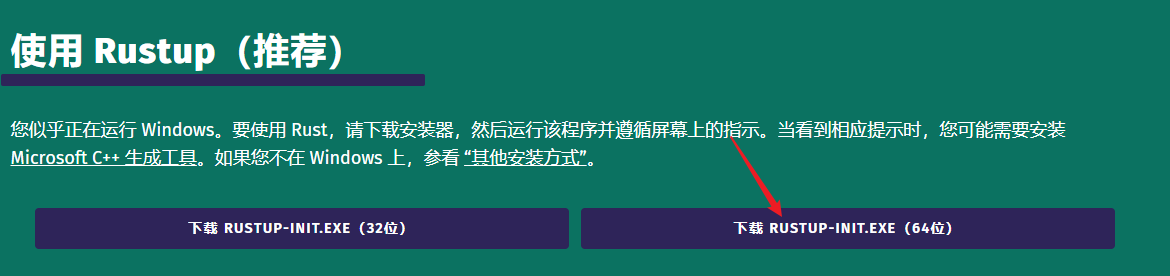 使用 Rustup（推荐）
您似乎正在运行 Windows。要使用 Rust，请下载安装器，然后运行该程序并遵循屏幕上的指示。当看到相应提示时，您可能需要安装
Microsoft C++ 生成工具。如果您不在 Windows 上，参看 “其他安装方式”。
下载 RUSTUP-INIT.EXE（32位）
下载 RUSTUP-INIT.EXE（64位）